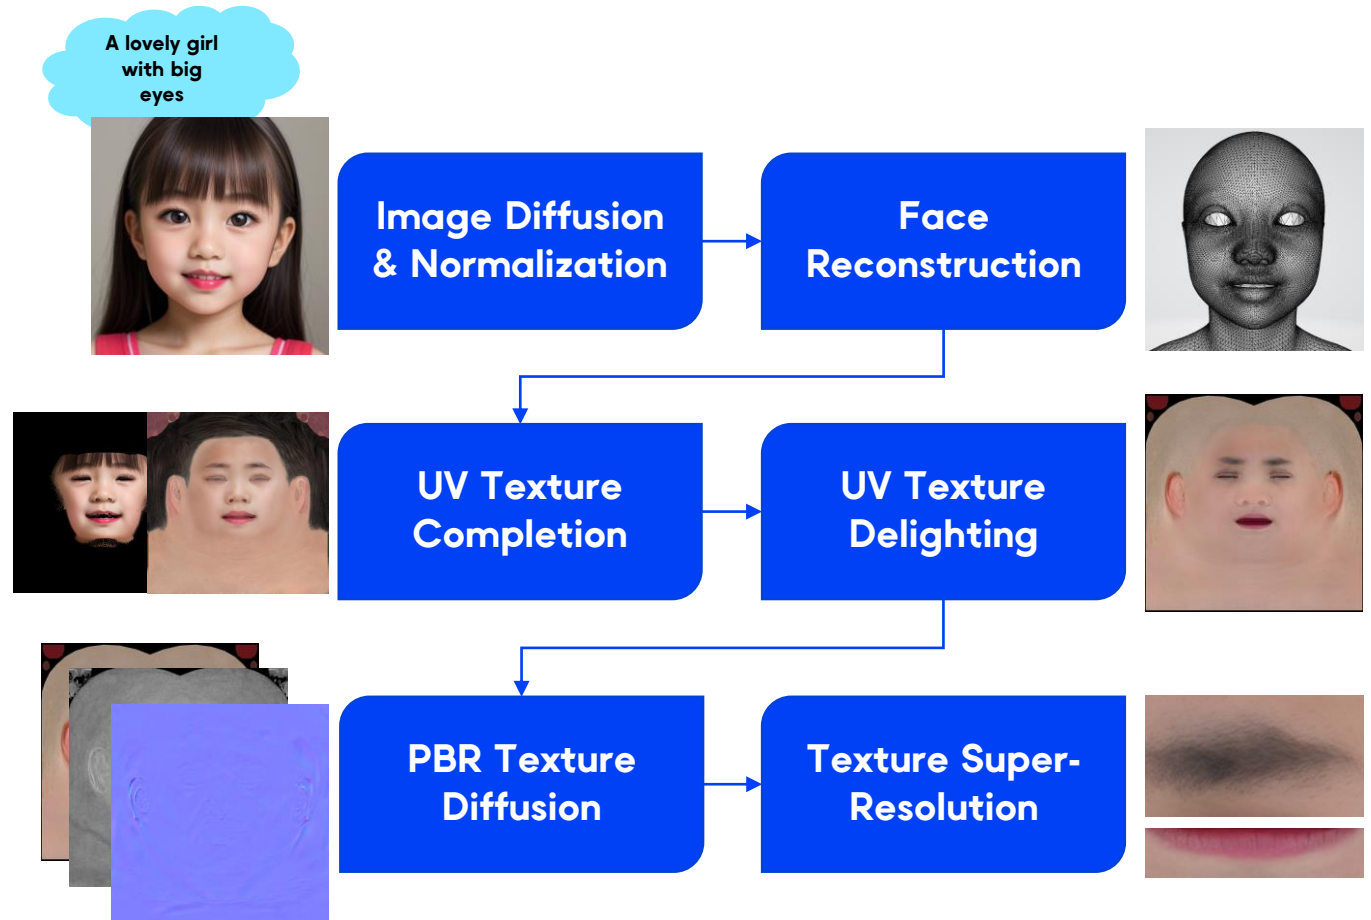 A lovely girl
with big
eyes
Image Diffusion
& Normalization
Face
Reconstruction
UV Texture
Completion
UV Texture
Delighting
PBR Texture
Diffusion
Texture Super-
Resolution